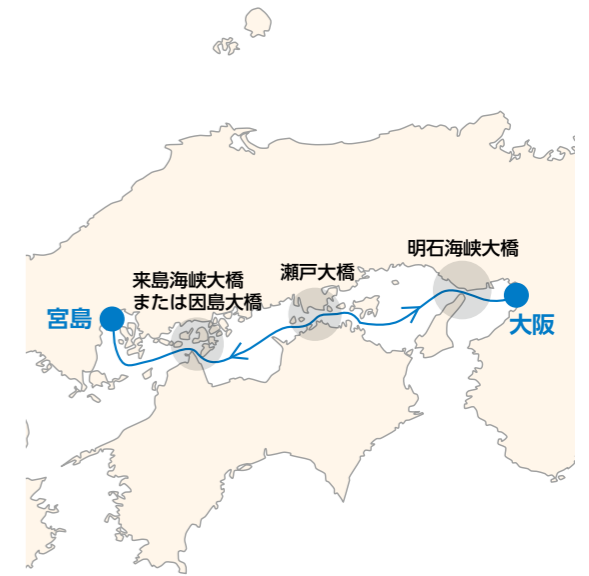 明石海峡大橋
瀬戸大橋
来島海峡大橋
または因島大橋
宮島
大阪